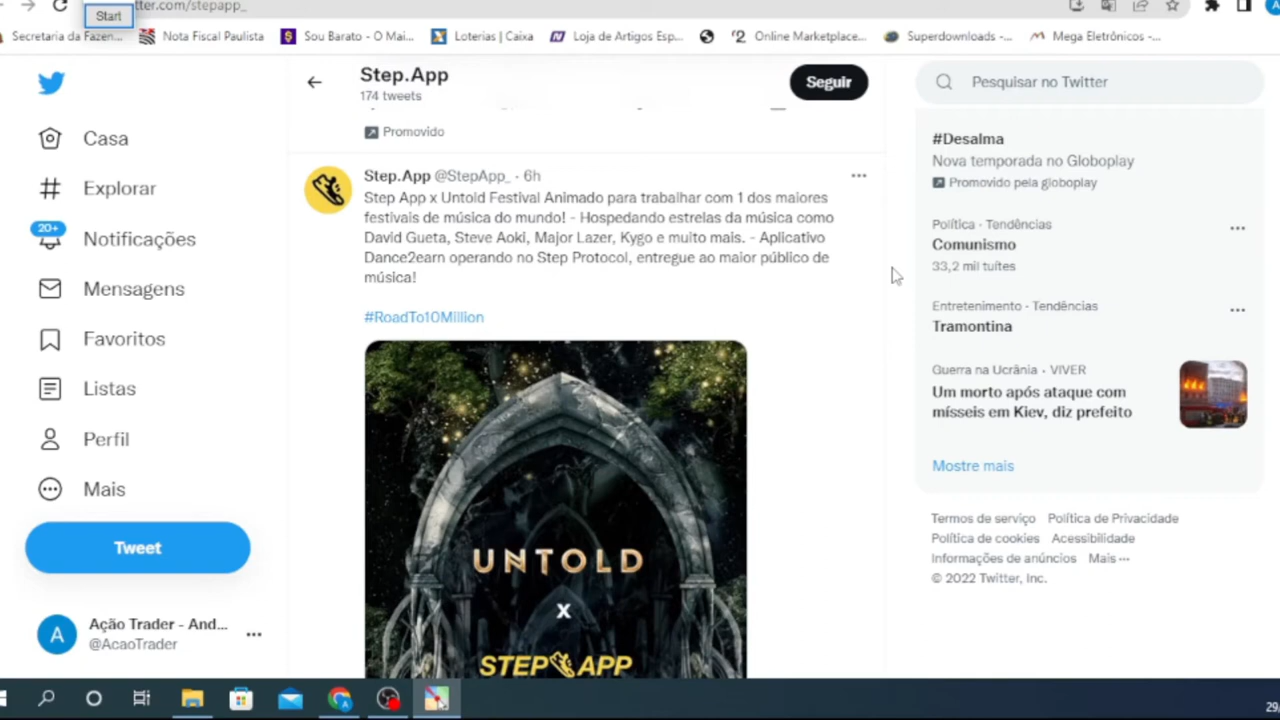 Start
tter.com/stepapp_
Secretaria da Fazen...
Nota Fiscal Paulista
Sou Barato - O Mai...
Loterias | Caixa
Loja de Artigos Esp...
Online Marketplace...
Superdownloads -...
Mega Eletrônicos -...
Casa
Explorar
20+
Notificações
Mensagens
Favoritos
Listas
Perfil
Mais
Tweet
A
Ação Trader - And...
@AcaoTrader
Step.App
174 tweets
Seguir
Promovido
Step.App @StepApp_ · 6h
Step App x Untold Festival Animado para trabalhar com 1 dos maiores
festivais de música do mundo! - Hospedando estrelas da música como
David Gueta, Steve Aoki, Major Lazer, Kygo e muito mais. - Aplicativo
Dance2earn operando no Step Protocol, entregue ao maior público de
música!
#RoadTo10Million
UNTOLD
X
STEP APP
Pesquisar no Twitter
#Desalma
Nova temporada no Globoplay
Promovido pela globoplay
Política · Tendências
Comunismo
33,2 mil tuítes
Entretenimento · Tendências
Tramontina
Guerra na Ucrânia · VIVER
Um morto após ataque com
mísseis em Kiev, diz prefeito
Mostre mais
Termos de serviço Política de Privacidade
Política de cookies Acessibilidade
Informações de anúncios Mais ···
© 2022 Twitter, Inc.
29/